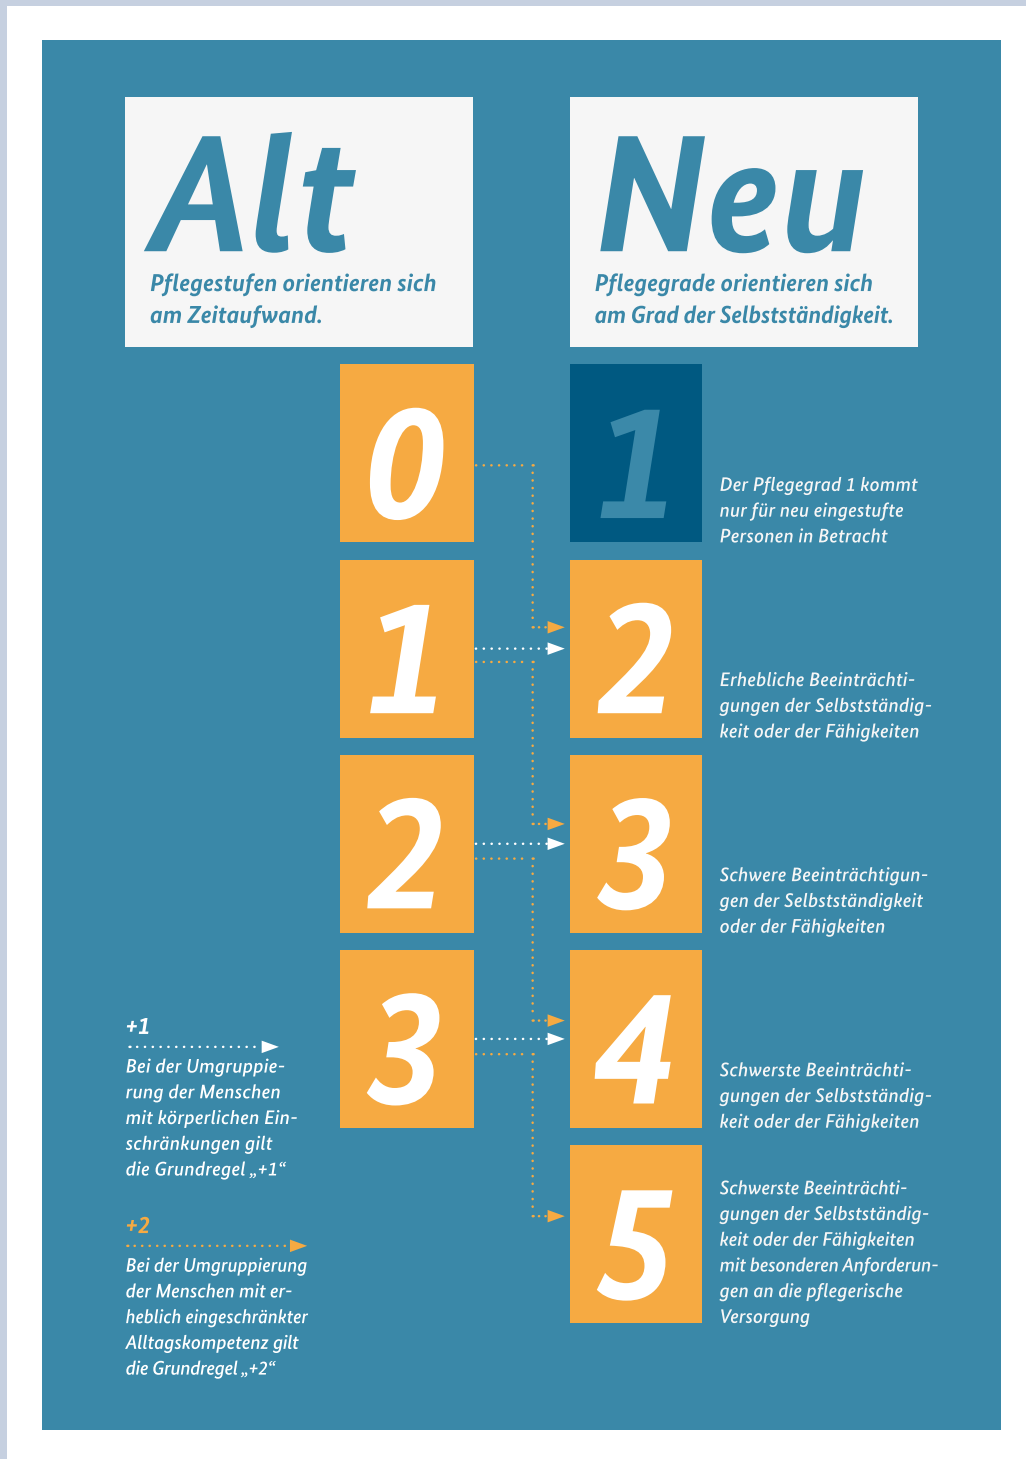 Alt
Pflegestufen orientieren sich
am Zeitaufwand.
Neu
Pflegegrade orientieren sich
am Grad der Selbstständigkeit.
0
1
Der Pflegegrad 1 kommt
nur für neu eingestufte
Personen in Betracht
1
2
Erhebliche Beeinträchti-
gungen der Selbstständig-
keit oder der Fähigkeiten
2
3
Schwere Beeinträchtigun-
gen der Selbstständigkeit
oder der Fähigkeiten
3
4
Schwerste Beeinträchti-
gungen der Selbstständig-
keit oder der Fähigkeiten
5
Schwerste Beeinträchti-
gungen der Selbstständig-
keit oder der Fähigkeiten
mit besonderen Anforderun-
gen an die pflegerische
Versorgung
+1
Bei der Umgruppie-
rung der Menschen
mit körperlichen Ein-
schränkungen gilt
die Grundregel „+1“
+2
Bei der Umgruppierung
der Menschen mit er-
heblich eingeschränkter
Alltagskompetenz gilt
die Grundregel „+2“